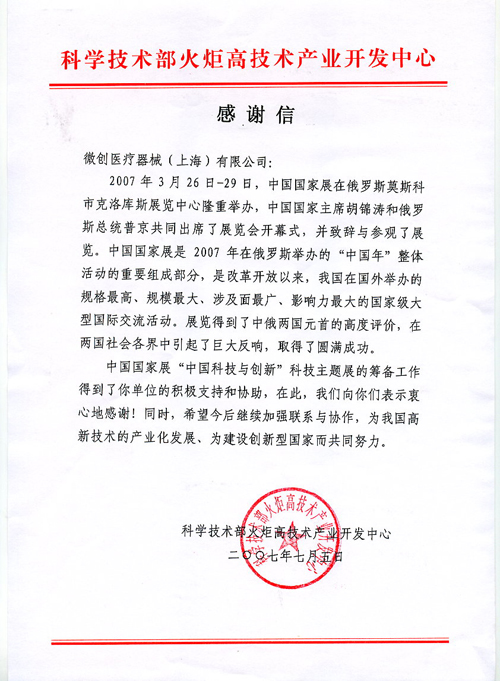 科学技术部火炬高技术产业开发中心
感谢信
微创医疗器械（上海）有限公司：
2007年3月26日-29日，中国国家展在俄罗斯莫斯科
市克洛库斯展览中心隆重举办，中国国家主席胡锦涛和俄罗
斯总统普京共同出席了展览会开幕式，并致辞与参观了展
览。中国国家展是 2007 年在俄罗斯举办的“中国年”整体
活动的重要组成部分，是改革开放以来，我国在国外举办的
规格最高、规模最大、涉及面最广、影响力最大的国家级大
型国际交流活动。展览得到了中俄两国元首的高度评价，在
两国社会各界中引起了巨大反响，取得了圆满成功。
中国国家展“中国科技与创新”科技主题展的筹备工作
得到了你单位的积极支持和协助，在此，我们向你们表示衷
心地感谢！同时，希望今后继续加强联系与协作，为我国高
新技术的产业化发展、为建设创新型国家而共同努力。
科学技术部火炬高技术产业开发中心
二〇〇七年七月五日
科学技术部火炬高技术产业开发中心